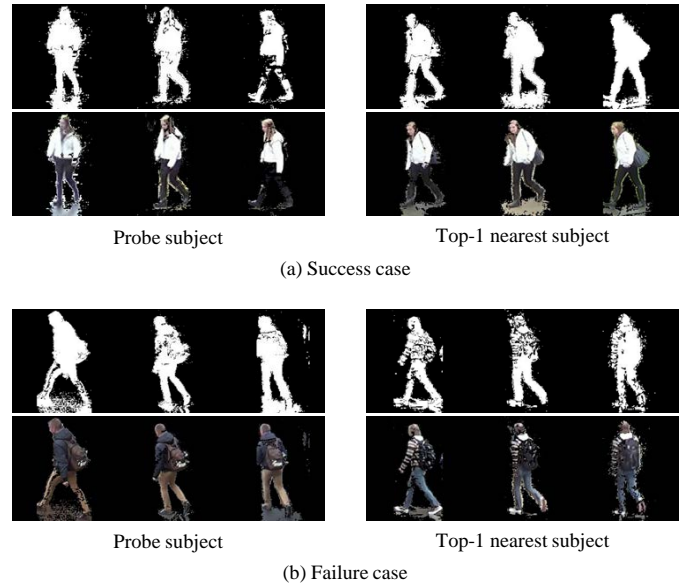 Probe subject
Top-1 nearest subject
(a) Success case
Probe subject
Top-1 nearest subject
(b) Failure case